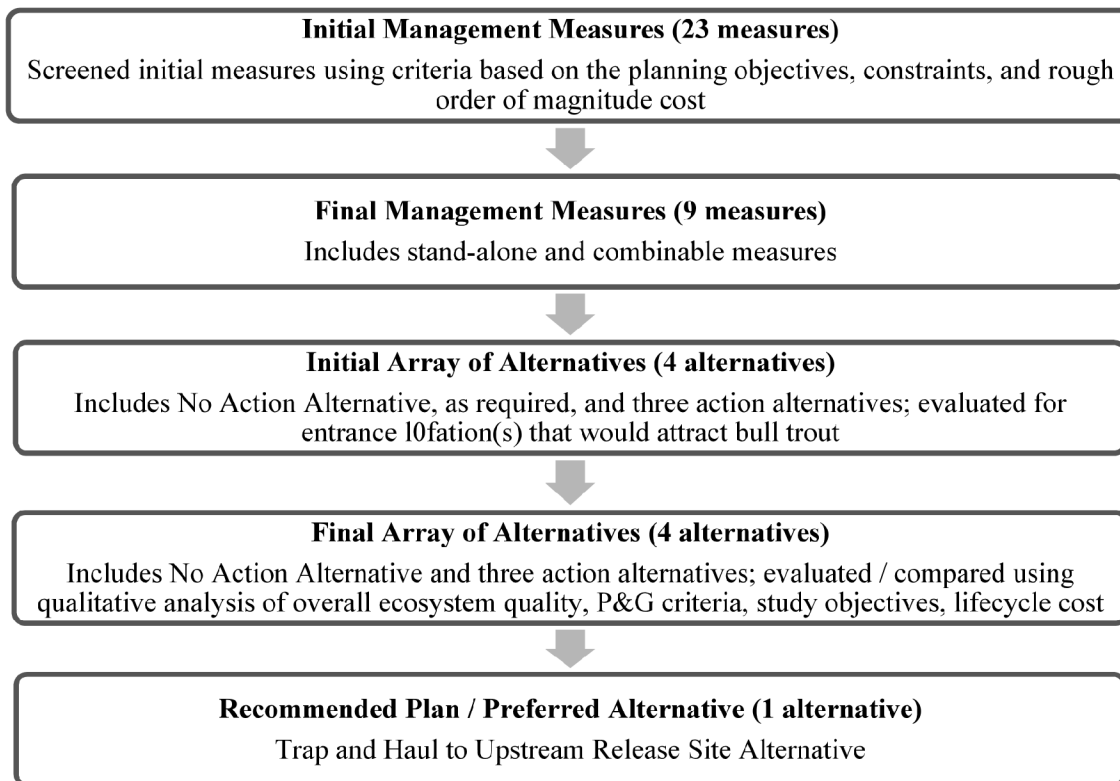 Initial Management Measures (23 measures)
Screened initial measures using criteria based on the planning objectives, constraints, and rough
order of magnitude cost
Final Management Measures (9 measures)
Includes stand-alone and combinable measures
Initial Array of Alternatives (4 alternatives)
Includes No Action Alternative, as required, and three action alternatives; evaluated for
entrance l0fation(s) that would attract bull trout
Final Array of Alternatives (4 alternatives)
Includes No Action Alternative and three action alternatives; evaluated / compared using
qualitative analysis of overall ecosystem quality, P&G criteria, study objectives, lifecycle cost
Recommended Plan / Preferred Alternative (1 alternative)
Trap and Haul to Upstream Release Site Alternative